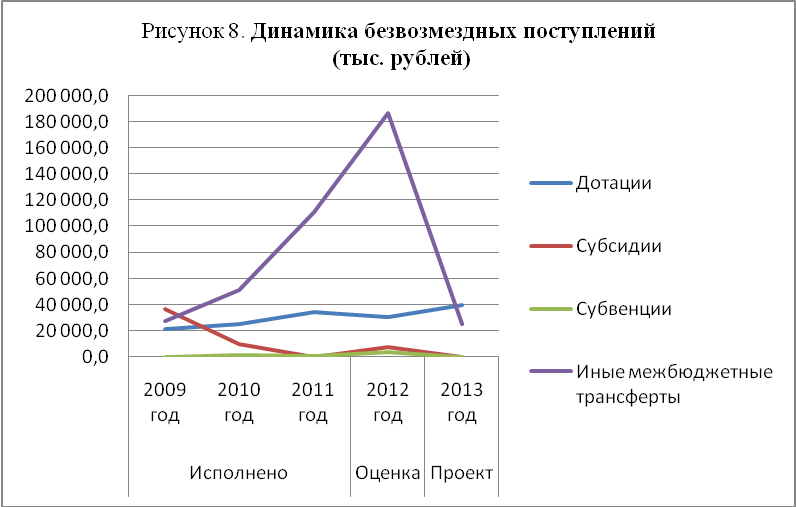 Рисунок 8. Динамика безвозмездных поступлений
(тыс. рублей)
200 000,0
180 000,0
160 000,0
140 000,0
120 000,0
100 000,0
80 000,0
60 000,0
40 000,0
20 000,0
0,0
2009 год
2010 год
2011 год
2012 год
2013 год
Исполнено
Оценка
Проект
Дотации
Субсидии
Субвенции
Иные межбюджетные
трансферты